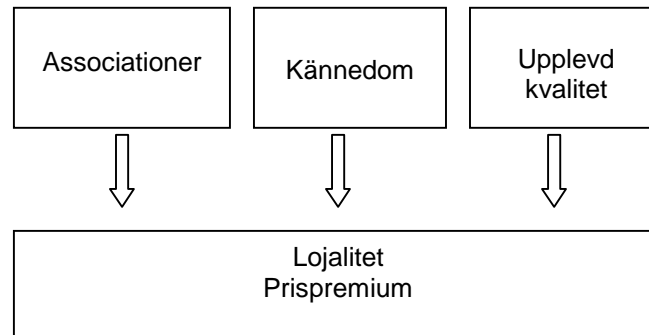 Associationer
Kännedom
Upplevd
kvalitet
Lojalitet
Prispremium